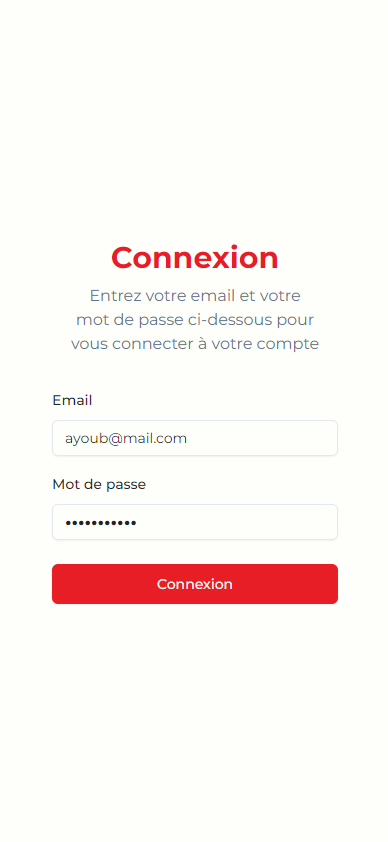 Connexion
Entrez votre email et votre
mot de passe ci-dessous pour
vous connecter à votre compte
Email
ayoub@mail.com
Mot de passe
•••••••••••
Connexion